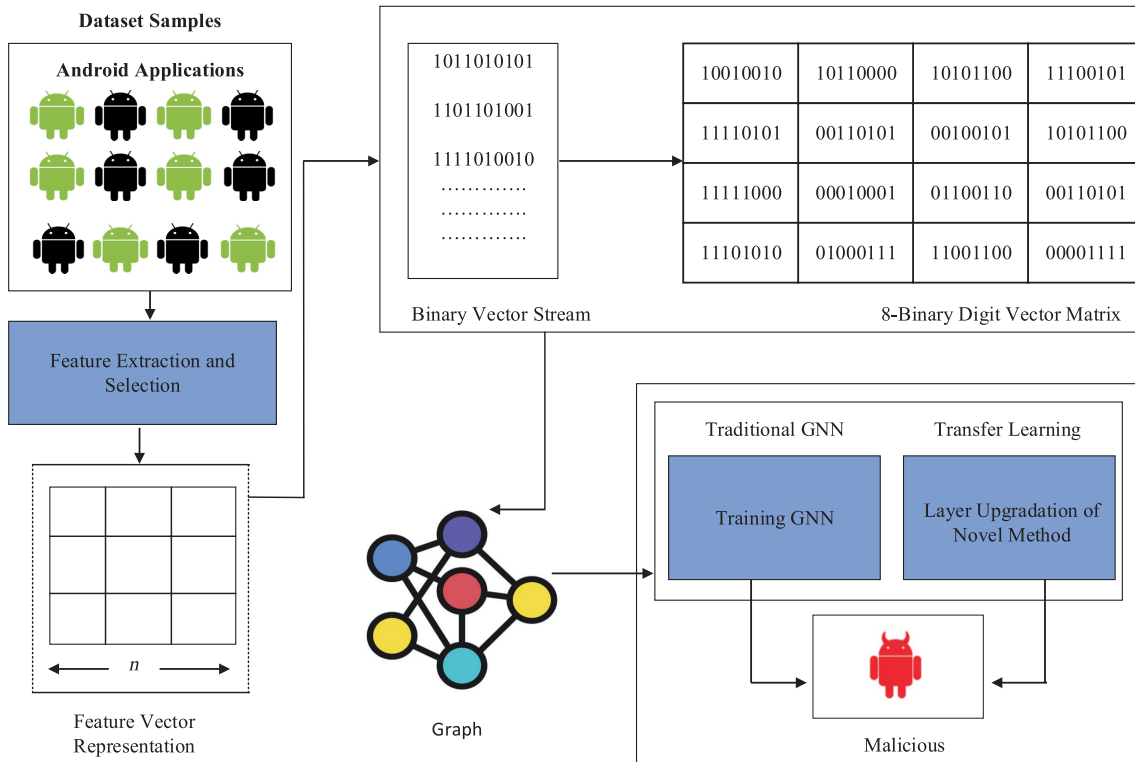 Dataset Samples
Android Applications
Feature Extraction and
Selection
n
Feature Vector
Representation
1011010101
1101101001
1111010010
.............
.............
.............
Binary Vector Stream
10010010 10110000 10101100 11100101
11110101 00110101 00100101 10101100
11111000 00010001 01100110 00110101
11101010 01000111 11001100 00001111
8-Binary Digit Vector Matrix
Graph
Traditional GNN
Training GNN
Transfer Learning
Layer Upgradation of
Novel Method
Malicious